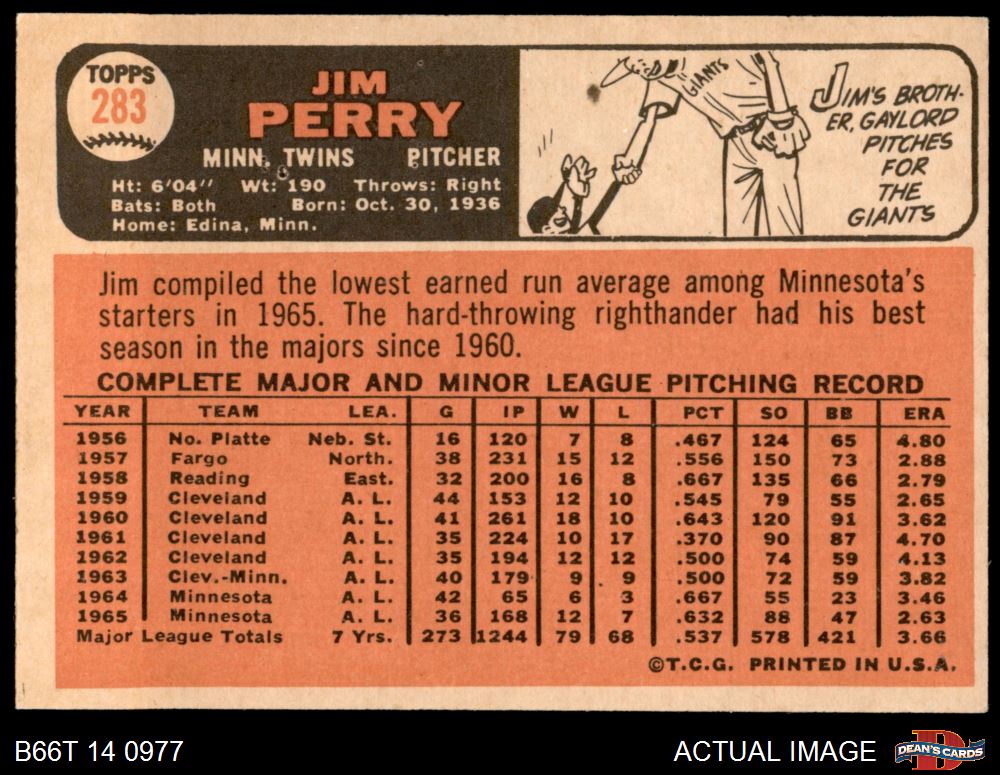 TOPPS
283
JIM
PERRY
MINN. TWINS PITCHER
Ht: 6'04" Wt: 190 Throws: Right
Bats: Both Born: Oct. 30, 1936
Home: Edina, Minn.
GIANTS
JIM'S BROTH-
ER, GAYLORD
PITCHES
FOR
THE
GIANTS
Jim compiled the lowest earned run average among Minnesota's
starters in 1965. The hard-throwing righthander had his best
season in the majors since 1960.
COMPLETE MAJOR AND MINOR LEAGUE PITCHING RECORD
YEAR TEAM LEA. G IP W L PCT SO BB ERA
1956 No. Platte Neb. St. 16 120 7 8 .467 124 65 4.80
1957 Fargo North. 38 231 15 12 .556 150 73 2.88
1958 Reading East. 32 200 16 8 .667 135 66 2.79
1959 Cleveland A. L. 44 153 12 10 .545 79 55 2.65
1960 Cleveland A. L. 41 261 18 10 .643 120 91 3.62
1961 Cleveland A. L. 35 224 10 17 .370 90 87 4.70
1962 Cleveland A. L. 35 194 12 12 .500 74 59 4.13
1963 Clev.-Minn. A. L. 40 179 9 9 .500 72 59 3.82
1964 Minnesota A. L. 42 65 6 3 .667 55 23 3.46
1965 Minnesota A. L. 36 168 12 7 .632 88 47 2.63
Major League Totals 7 Yrs. 273 1244 79 68 .537 578 421 3.66
©T.C.G. PRINTED IN U.S.A.
B66T 14 0977 ACTUAL IMAGE DEAN'S CARDS